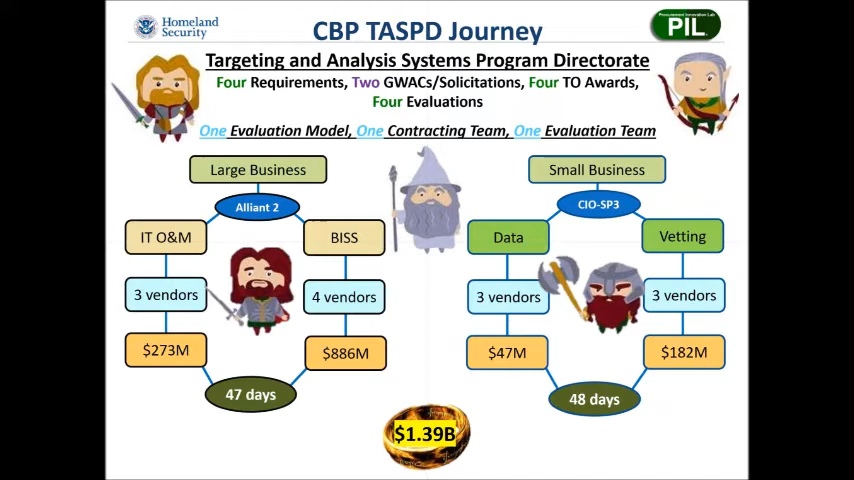 Homeland
Security
CBP TASPD Journey
Procurement Innovation Lab
PIL
Targeting and Analysis Systems Program Directorate
Four Requirements, Two GWACs/Solicitations, Four TO Awards,
Four Evaluations
One Evaluation Model, One Contracting Team, One Evaluation Team
Large Business
Small Business
Alliant 2
CIO-SP3
IT O&M
BISS
Data
Vetting
3 vendors
4 vendors
3 vendors
3 vendors
$273M
$886M
$47M
$182M
47 days
48 days
$1.39B